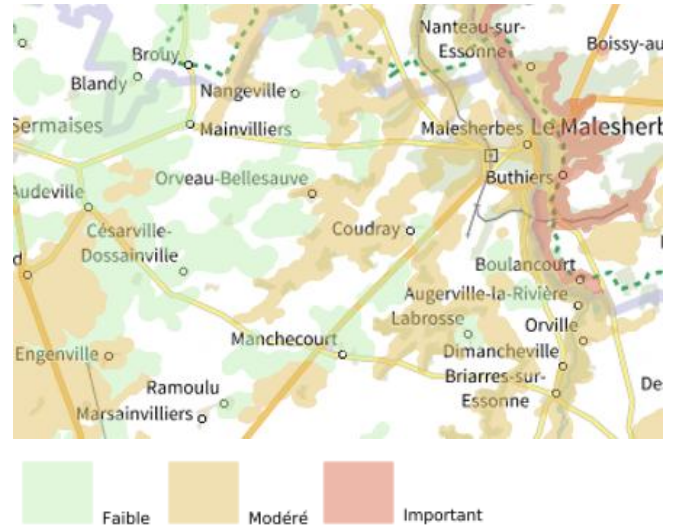 Nanteau-sur-
Essonne
Boissy-au
Brouy
Blandy
Nangeville
Sermaises
Mainvilliers
Malesherbes
Le Malesherb
Audeville
Orveau-Bellesauve
Buthiers
Césarville-
Dossainville
Coudray
d
Boulancourt
Augerville-la-Rivière
Labrosse
Orville
Manchecourt
Engenville
Dimancheville
Ramoulu
Briarres-sur-
Essonne
De
Marsainvilliers
Faible
Modéré
Important